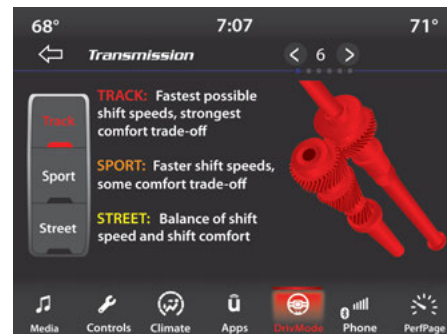 68° 7:07 71°
Transmission < 6 >
TRACK: Fastest possible
shift speeds, strongest
comfort trade-off
Track
SPORT: Faster shift speeds,
some comfort trade-off
Sport
STREET: Balance of shift
speed and shift comfort
Street
Media Controls Climate Apps DrivMode Phone PerfPage